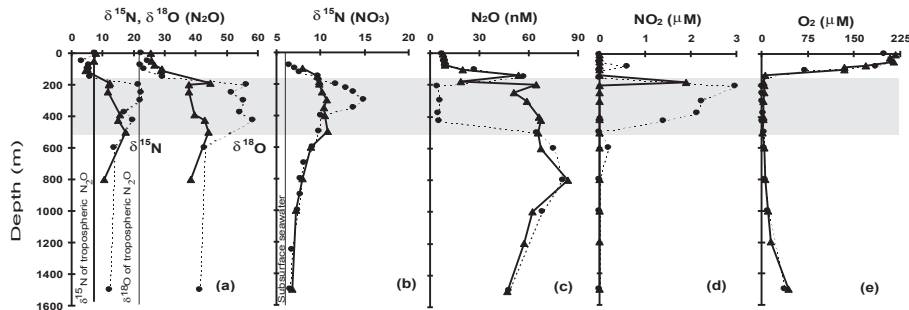 δ¹⁵N, δ¹⁸O (N2O)
δ¹⁵N (NO₃)
N2O (nM)
NO₂ (μM)
O₂ (μM)
0 10 20 30 40 50 60
5 10 15 20 25
0 30 60 90
0 1 2 3
0 75 150 225
0
200
400
600
800
1000
1200
1400
1600
Depth (m)
δ¹⁵N
δ¹⁸O
δ¹⁵N of tropospheric N₂O
δ¹⁸O of tropospheric N₂O
Subsurface seawater
(a)
(b)
(c)
(d)
(e)